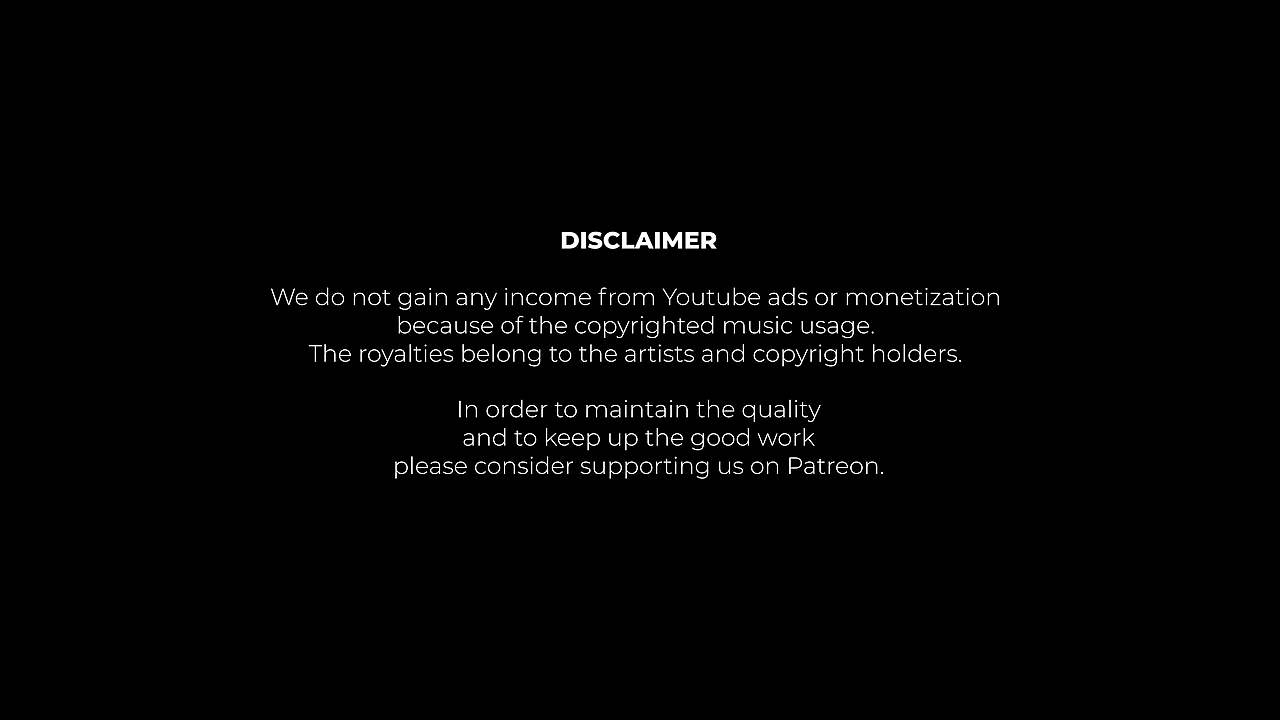 DISCLAIMER
We do not gain any income from Youtube ads or monetization
because of the copyrighted music usage.
The royalties belong to the artists and copyright holders.
In order to maintain the quality
and to keep up the good work
please consider supporting us on Patreon.